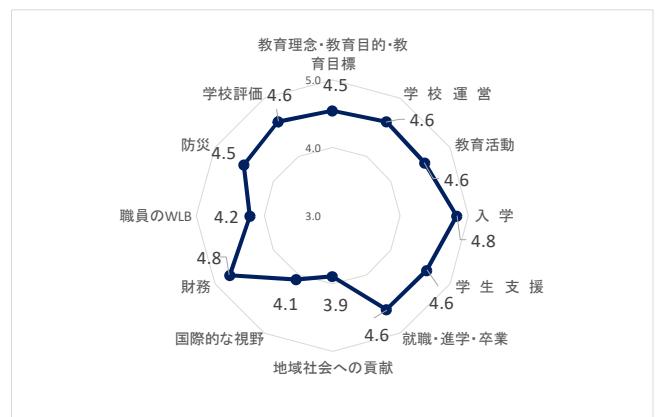 教育理念・教育目的・教
育目標
5.0
4.5
学校評価
4.6
学 校 運 営
4.6
防災
4.5
4.0
教育活動
4.6
職員のWLB
4.2
3.0
入 学
4.8
4.8
財務
学 生 支 援
4.6
4.1
3.9
4.6
国際的な視野
就職・進学・卒業
地域社会への貢献